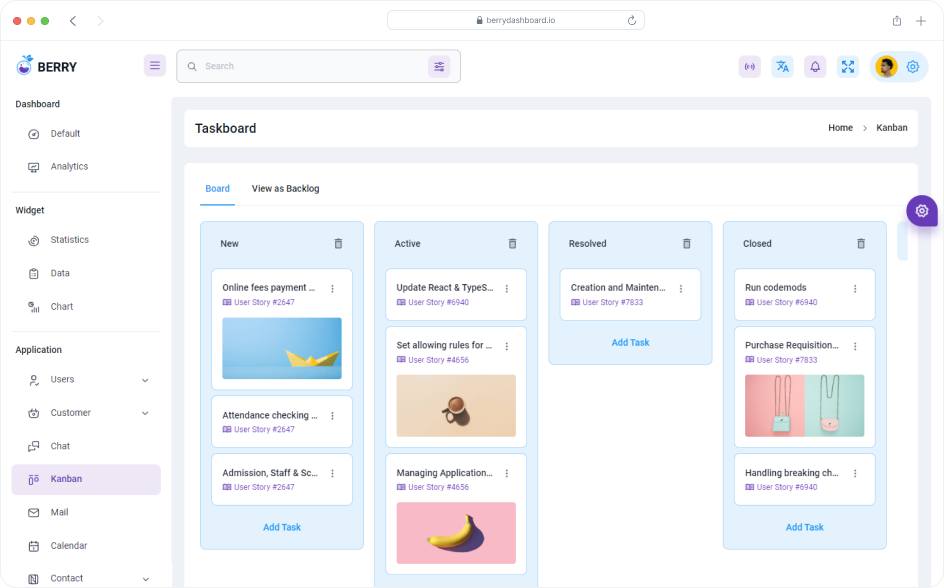 berrydashboard.io
BERRY
Search
Dashboard
Default
Analytics
Widget
Statistics
Data
Chart
Application
Users
Customer
Chat
Kanban
Mail
Calendar
Contact
Taskboard
Home > Kanban
Board
View as Backlog
New
Online fees payment ...
User Story #2647
Attendance checking ...
User Story #2647
Admission, Staff & Sc...
User Story #2647
Add Task
Active
Update React & TypeS...
User Story #6940
Set allowing rules for ...
User Story #4656
Managing Application...
User Story #4656
Resolved
Creation and Mainten...
User Story #7833
Add Task
Closed
Run codemods
User Story #6940
Purchase Requisition...
User Story #7833
Handling breaking ch...
User Story #6940
Add Task